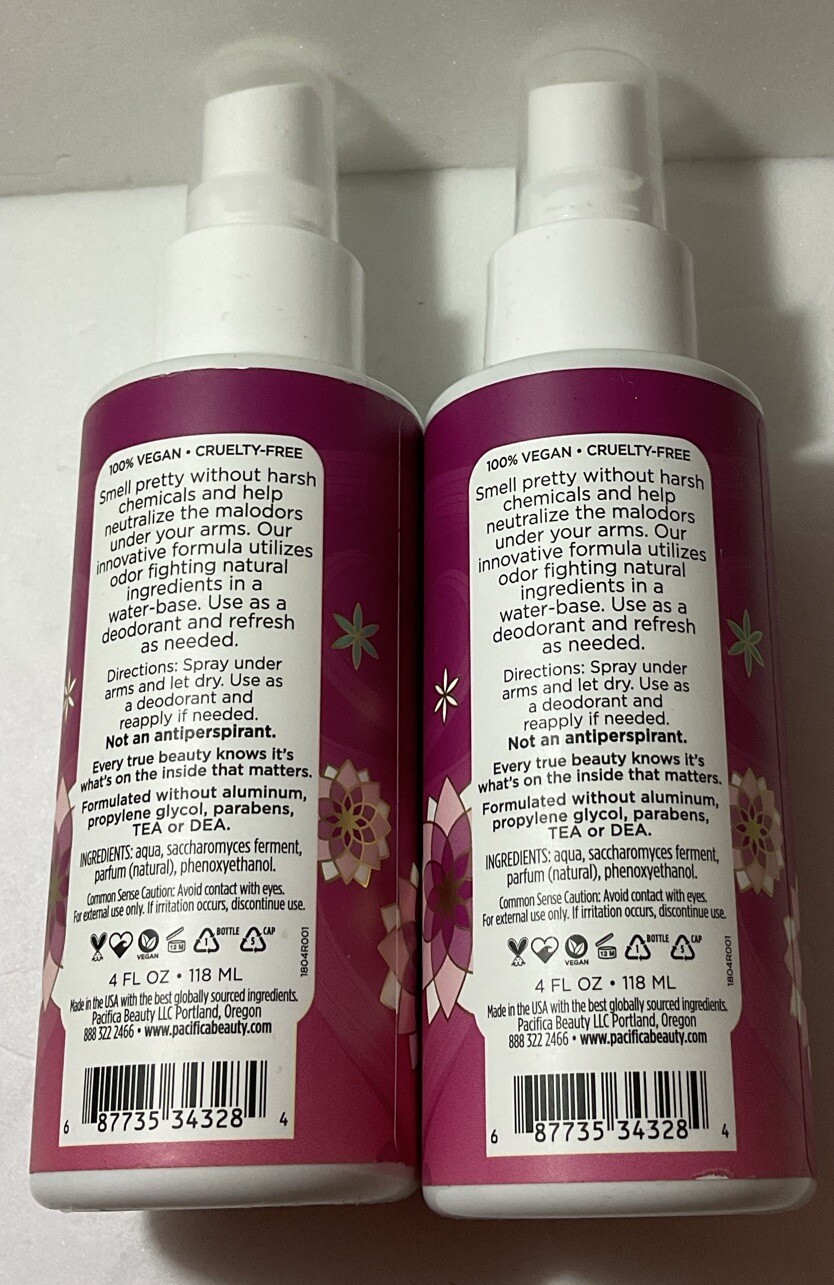 100% VEGAN • CRUELTY-FREE
Smell pretty without harsh
chemicals and help
neutralize the malodors
under your arms. Our
innovative formula utilizes
odor fighting natural
ingredients in a
water-base. Use as a
deodorant and refresh
as needed.
Directions: Spray under
arms and let dry. Use as
a deodorant and
reapply if needed.
Not an antiperspirant.
Every true beauty knows it's
what's on the inside that matters.
Formulated without aluminum,
propylene glycol, parabens,
TEA or DEA.
INGREDIENTS: aqua, saccharomyces ferment,
parfum (natural), phenoxyethanol.
Common Sense Caution: Avoid contact with eyes.
For external use only. If irritation occurs, discontinue use.
VEGAN 12 M 1 BOTTLE 5 CAP
1804R001
4 FL OZ • 118 ML
Made in the USA with the best globally sourced ingredients.
Pacifica Beauty LLC Portland, Oregon
888 322 2466 • www.pacificabeauty.com
6 87735 34328 4
100% VEGAN • CRUELTY-FREE
Smell pretty without harsh
chemicals and help
neutralize the malodors
under your arms. Our
innovative formula utilizes
odor fighting natural
ingredients in a
water-base. Use as a
deodorant and refresh
as needed.
Directions: Spray under
arms and let dry. Use as
a deodorant and
reapply if needed.
Not an antiperspirant.
Every true beauty knows it's
what's on the inside that matters.
Formulated without aluminum,
propylene glycol, parabens,
TEA or DEA.
INGREDIENTS: aqua, saccharomyces ferment,
parfum (natural), phenoxyethanol.
Common Sense Caution: Avoid contact with eyes.
For external use only. If irritation occurs, discontinue use.
VEGAN 12 M 1 BOTTLE 5 CAP
1804R001
4 FL OZ • 118 ML
Made in the USA with the best globally sourced ingredients.
Pacifica Beauty LLC Portland, Oregon
888 322 2466 • www.pacificabeauty.com
6 87735 34328 4